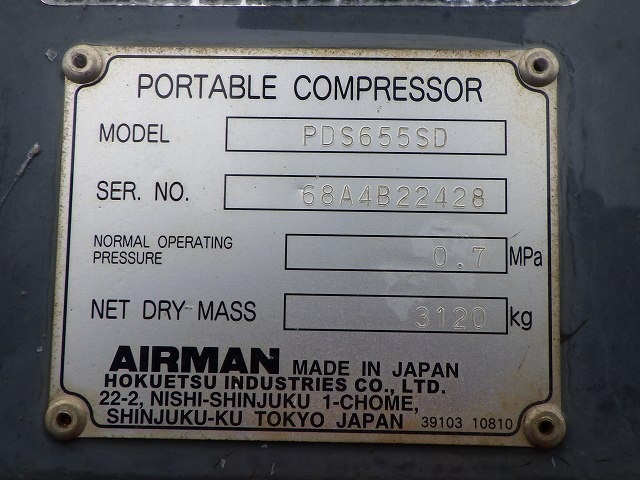 PORTABLE COMPRESSOR
MODEL PDS655SD
SER. NO. 68A4B22428
NORMAL OPERATING
PRESSURE 0.7 MPa
NET DRY MASS 3120 kg
AIRMAN MADE IN JAPAN
HOKUETSU INDUSTRIES CO., LTD.
22-2, NISHI-SHINJUKU 1-CHOME,
SHINJUKU-KU TOKYO JAPAN 39103 10810